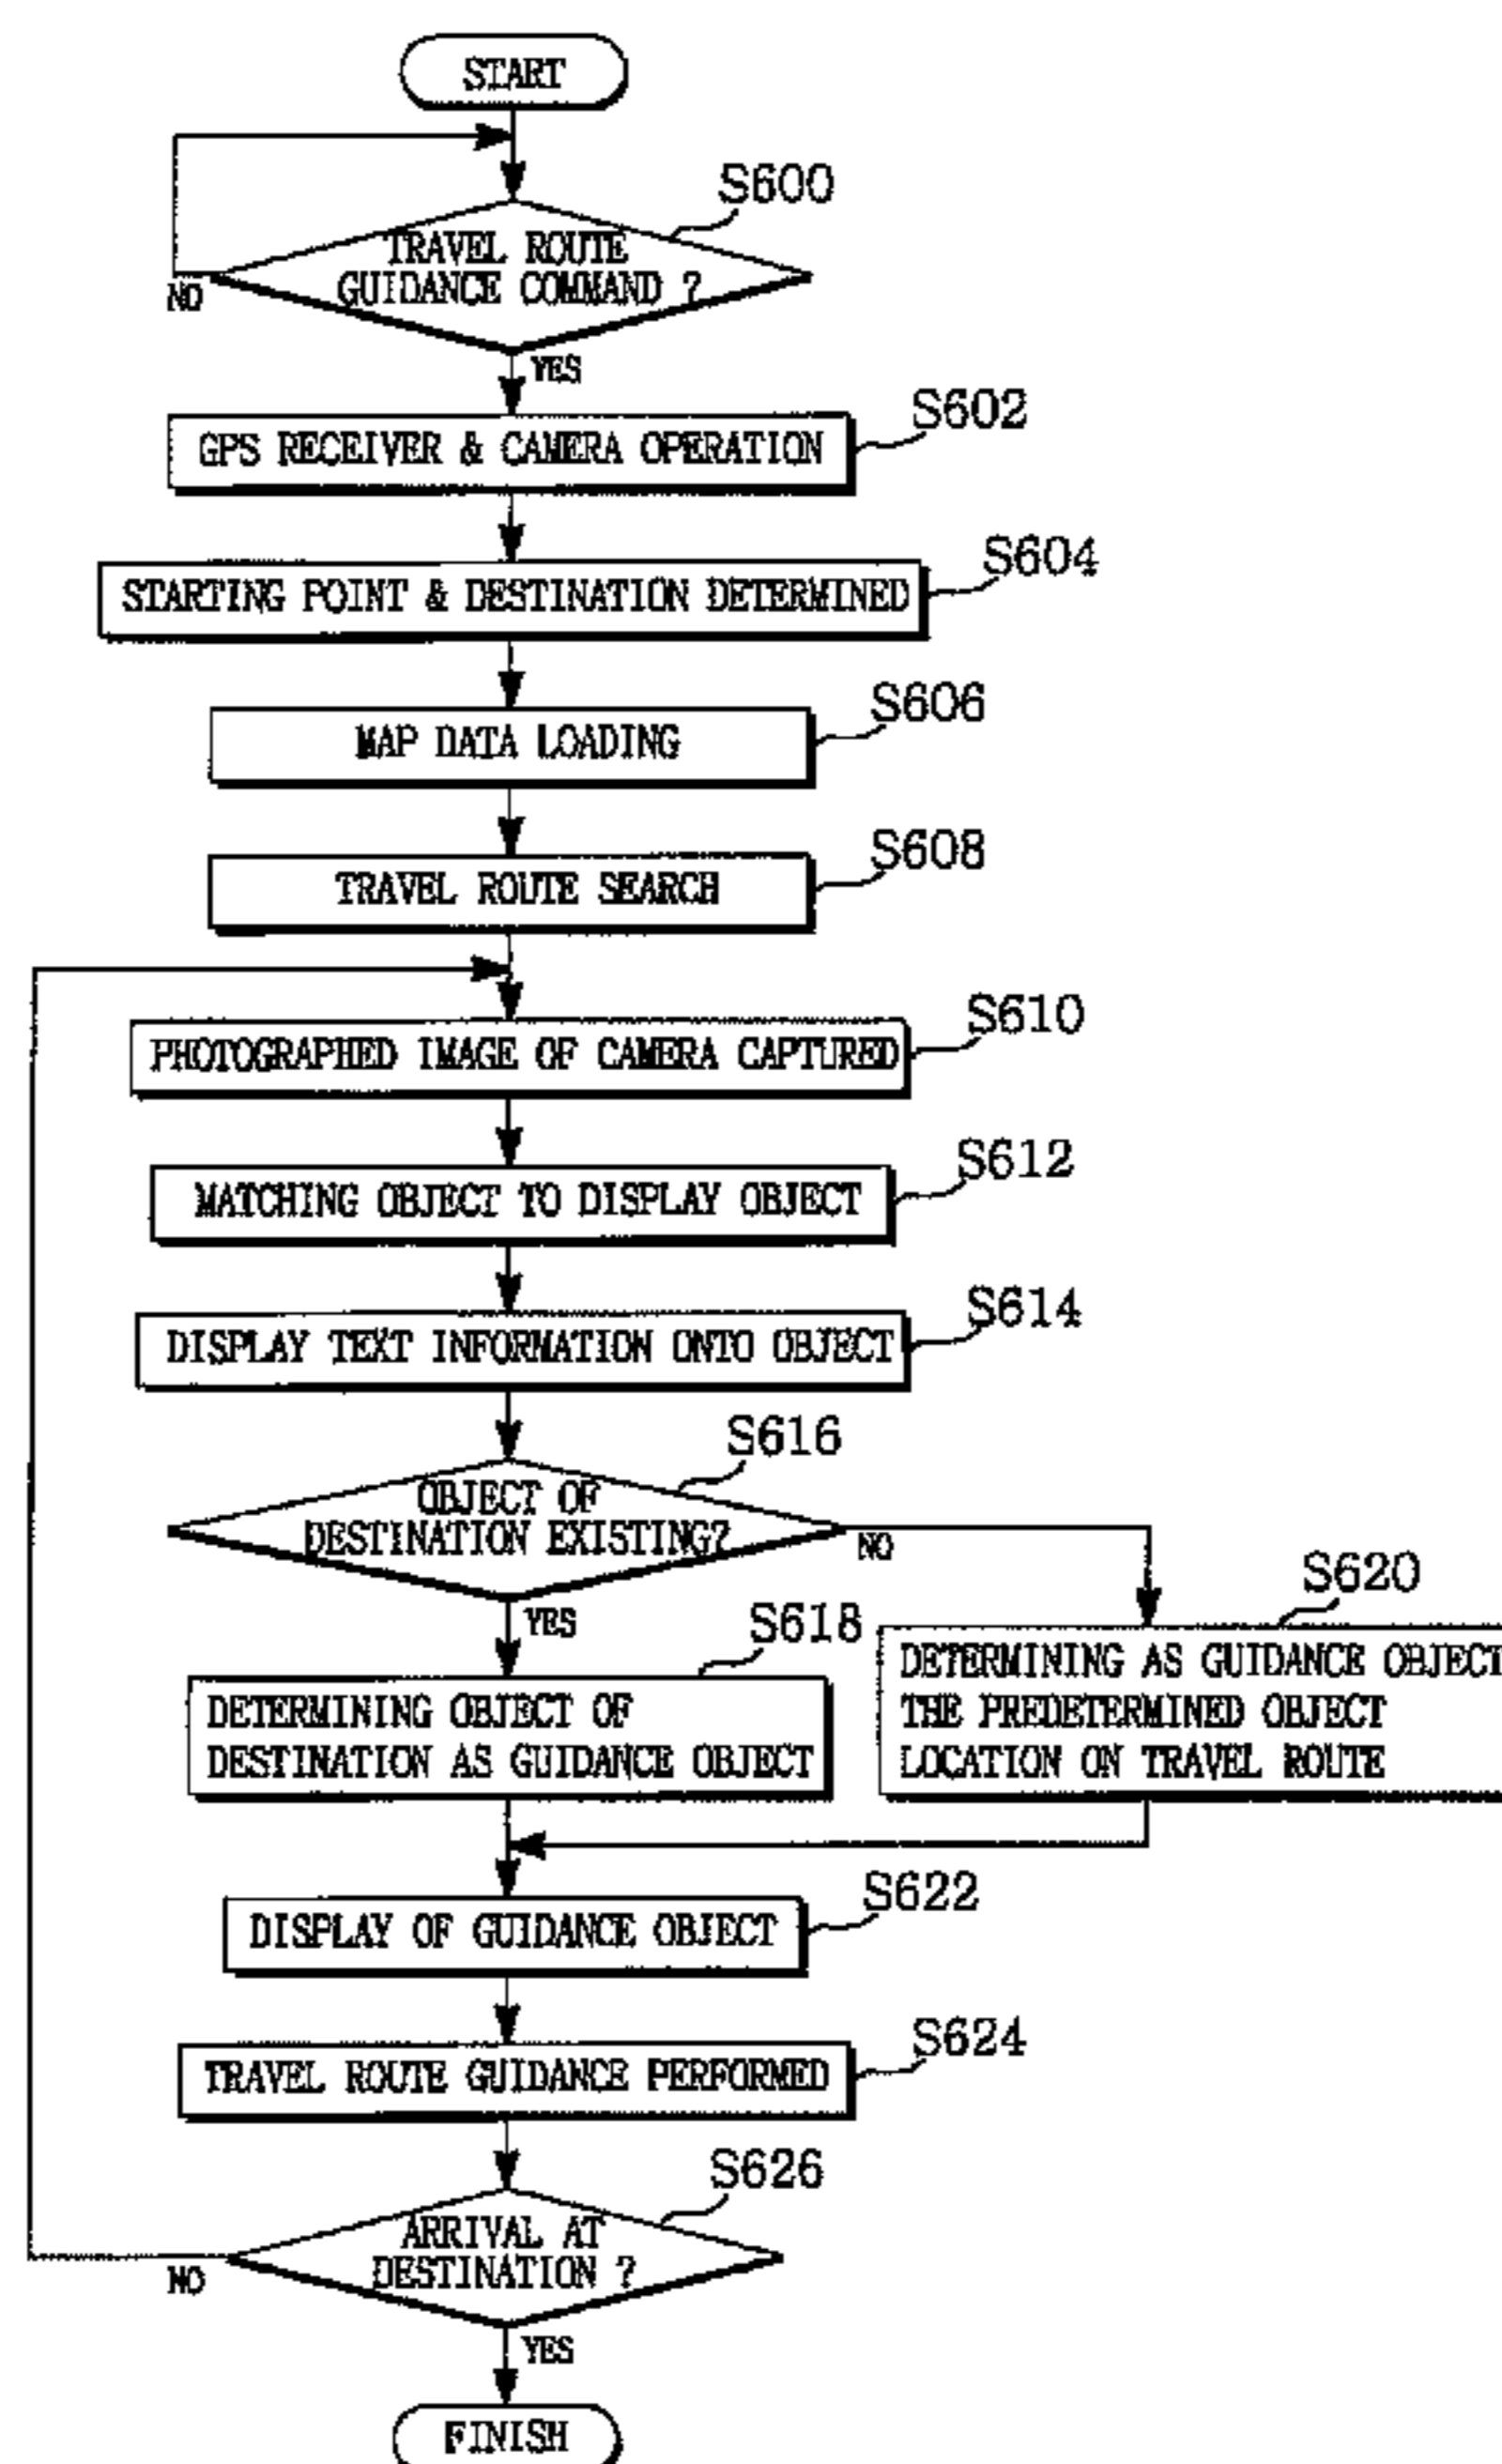 START
S600
TRAVEL ROUTE
GUIDANCE COMMAND ?
NO
YES
S602
GPS RECEIVER & CAMERA OPERATION
S604
STARTING POINT & DESTINATION DETERMINED
S606
MAP DATA LOADING
S608
TRAVEL ROUTE SEARCH
S610
PHOTOGRAPHED IMAGE OF CAMERA CAPTURED
S612
MATCHING OBJECT TO DISPLAY OBJECT
S614
DISPLAY TEXT INFORMATION ONTO OBJECT
S616
OBJECT OF
DESTINATION EXISTING?
NO
YES
S618
DETERMINING OBJECT OF
DESTINATION AS GUIDANCE OBJECT
S620
DETERMINING AS GUIDANCE OBJECT
THE PREDETERMINED OBJECT
LOCATION ON TRAVEL ROUTE
S622
DISPLAY OF GUIDANCE OBJECT
S624
TRAVEL ROUTE GUIDANCE PERFORMED
S626
ARRIVAL AT
DESTINATION ?
NO
YES
FINISH